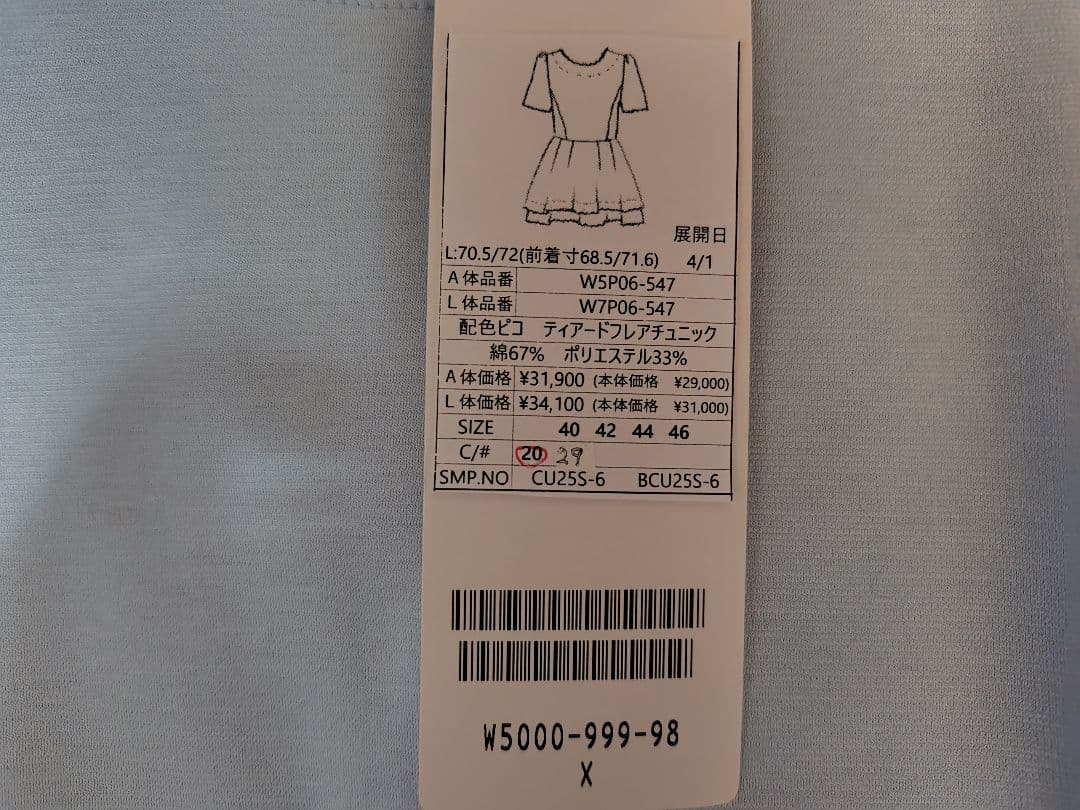 展開日
L:70.5/72(前着寸68.5/71.6) 4/1
A体品番 W5P06-547
L体品番 W7P06-547
配色ピコ ティアードフレアチュニック
綿67% ポリエステル33%
A体価格 ¥31,900 (本体価格 ¥29,000)
L体価格 ¥34,100 (本体価格 ¥31,000)
SIZE 40 42 44 46
C/# 20 29
SMP.NO CU25S-6 BCU25S-6
W5000-999-98
X